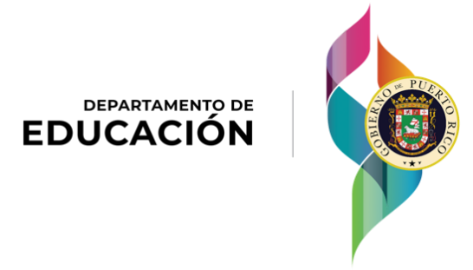 DEPARTAMENTO DE
EDUCACIÓN
GOBIERNO DE PUERTO RICO